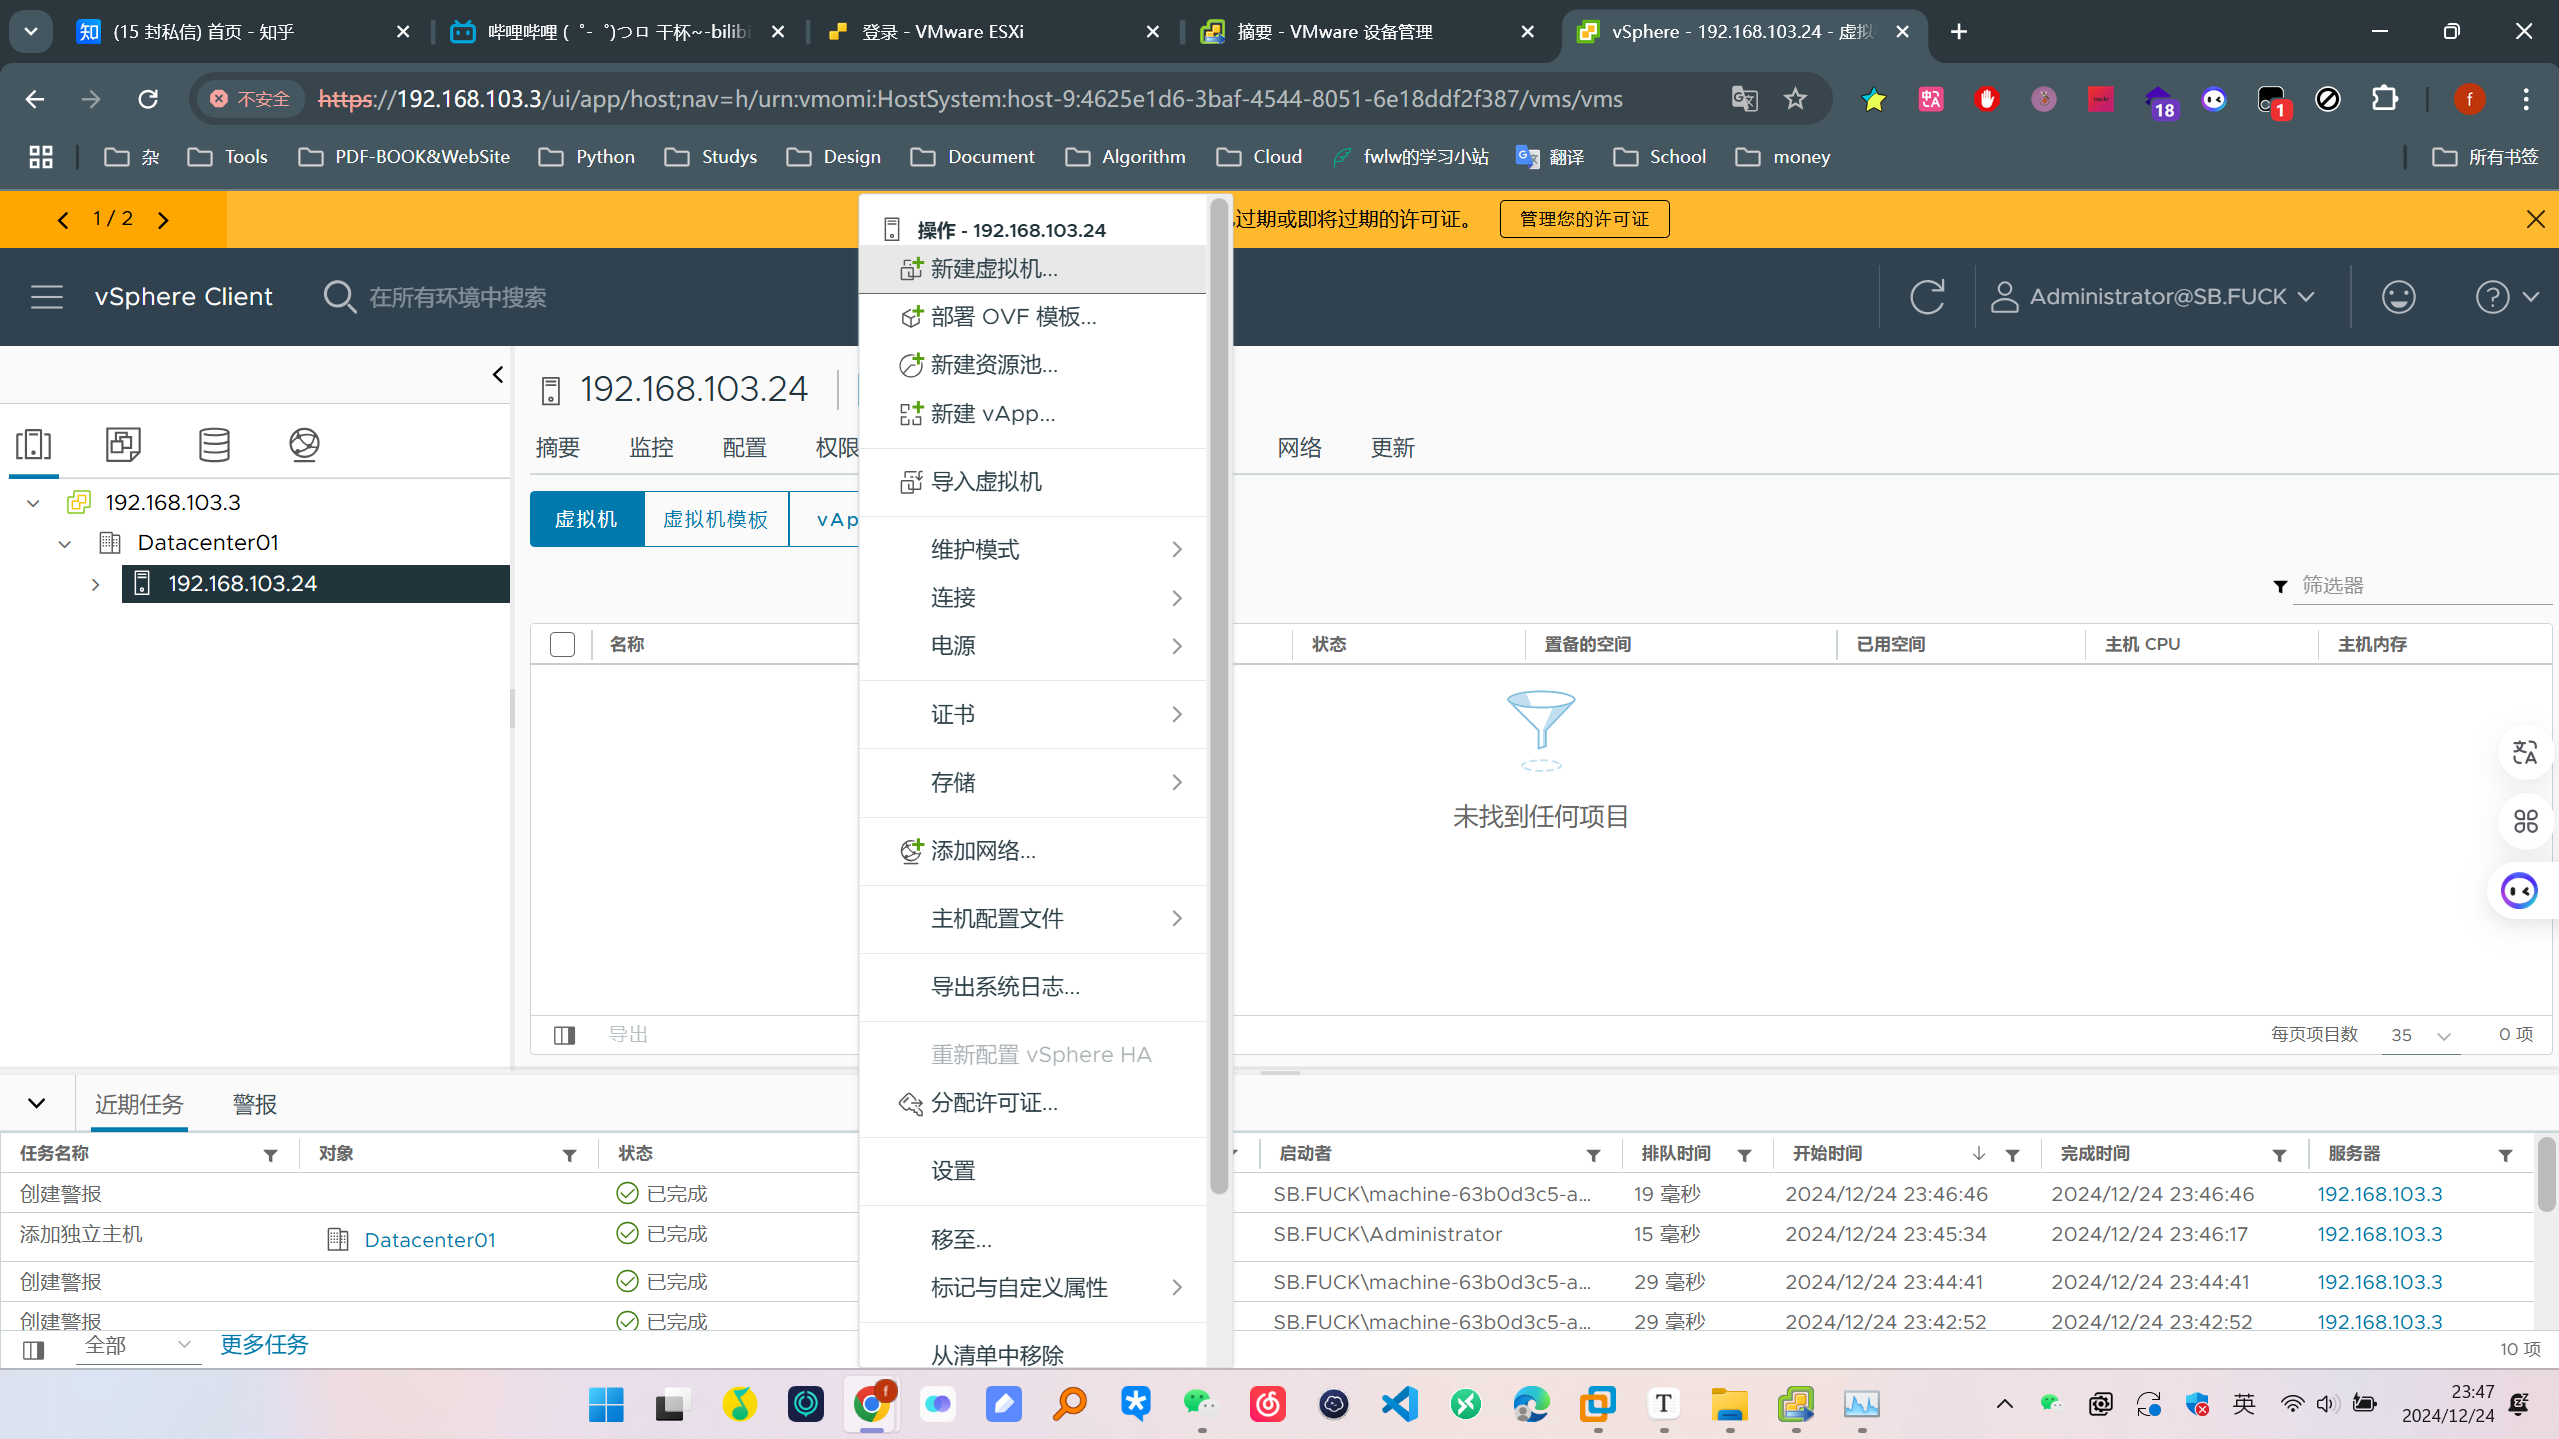 (15 封私信) 首页 - 知乎
哔哩哔哩 (゜-゜)つロ 干杯~-bilibi
登录 - VMware ESXi
摘要 - VMware 设备管理
vSphere - 192.168.103.24 - 虚拟
不安全
https://192.168.103.3/ui/app/host;nav=h/urn:vmomi:HostSystem:host-9:4625e1d6-3baf-4544-8051-6e18ddf2f387/vms/vms
18
1
f
杂
Tools
PDF-BOOK&WebSite
Python
Studys
Design
Document
Algorithm
Cloud
fwlw的学习小站
翻译
School
money
所有书签
1 / 2
过期或即将过期的许可证。
管理您的许可证
vSphere Client
在所有环境中搜索
Administrator@SB.FUCK
192.168.103.3
Datacenter01
192.168.103.24
192.168.103.24
摘要
监控
配置
权限
网络
更新
虚拟机
虚拟机模板
vAp
筛选器
名称
状态
置备的空间
已用空间
主机 CPU
主机内存
未找到任何项目
导出
每页项目数
35
0 项
操作 - 192.168.103.24
新建虚拟机...
部署 OVF 模板...
新建资源池...
新建 vApp...
导入虚拟机
维护模式
连接
电源
证书
存储
添加网络...
主机配置文件
导出系统日志...
重新配置 vSphere HA
分配许可证...
设置
移至...
标记与自定义属性
从清单中移除
近期任务
警报
任务名称
对象
状态
启动者
排队时间
开始时间
完成时间
服务器
创建警报 已完成 SB.FUCK\machine-63b0d3c5-a... 19 毫秒 2024/12/24 23:46:46 2024/12/24 23:46:46 192.168.103.3
添加独立主机 Datacenter01 已完成 SB.FUCK\Administrator 15 毫秒 2024/12/24 23:45:34 2024/12/24 23:46:17 192.168.103.3
创建警报 已完成 SB.FUCK\machine-63b0d3c5-a... 29 毫秒 2024/12/24 23:44:41 2024/12/24 23:44:41 192.168.103.3
创建警报 已完成 SB.FUCK\machine-63b0d3c5-a... 29 毫秒 2024/12/24 23:42:52 2024/12/24 23:42:52 192.168.103.3
全部
更多任务
10 项
英
23:47
2024/12/24